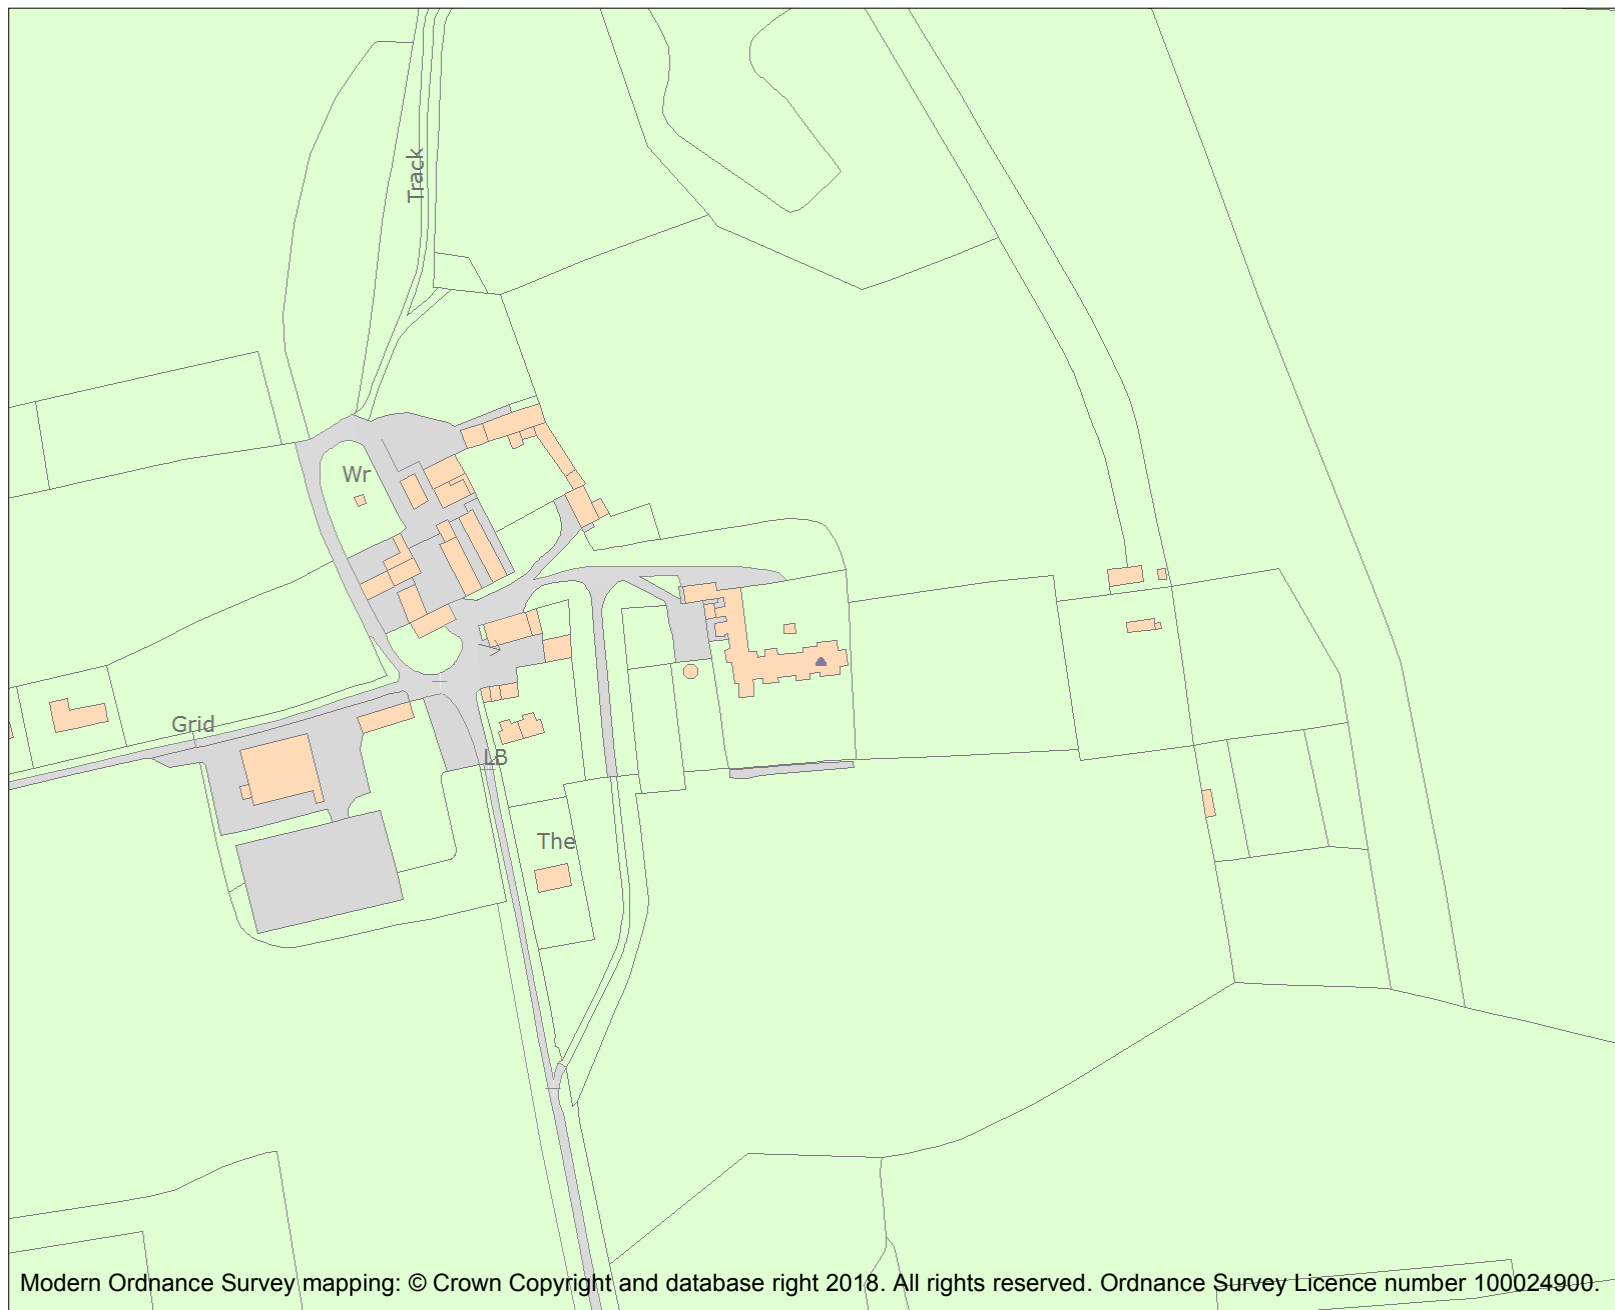 Track
Wr
Grid
LB
The
Modern Ordnance Survey mapping: © Crown Copyright and database right 2018. All rights reserved. Ordnance Survey Licence number 100024900.